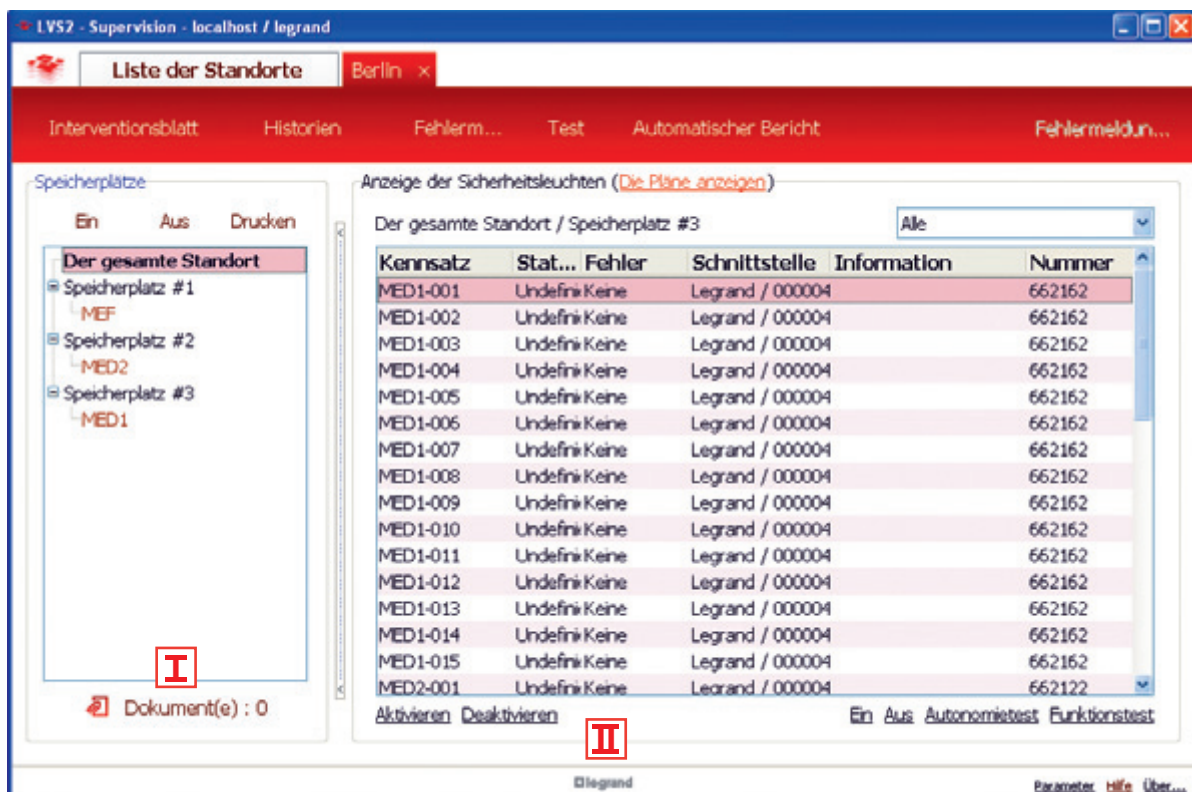 LVS2 - Supervision - localhost / legrand
Liste der Standorte Berlin ×
Interventionsblatt Historien Fehlerm... Test Automatischer Bericht Fehlermeldun...
Speicherplätze
Ein Aus Drucken
Der gesamte Standort
Speicherplatz #1
MEF
Speicherplatz #2
MED2
Speicherplatz #3
MED1
I
Dokument(e) : 0
Anzeige der Sicherheitsleuchten (Die Pläne anzeigen)
Der gesamte Standort / Speicherplatz #3 Alle
Kennsatz Stat... Fehler Schnittstelle Information Nummer
MED1-001 Undefini Keine Legrand / 000004 662162
MED1-002 Undefini Keine Legrand / 000004 662162
MED1-003 Undefini Keine Legrand / 000004 662162
MED1-004 Undefini Keine Legrand / 000004 662162
MED1-005 Undefini Keine Legrand / 000004 662162
MED1-006 Undefini Keine Legrand / 000004 662162
MED1-007 Undefini Keine Legrand / 000004 662162
MED1-008 Undefini Keine Legrand / 000004 662162
MED1-009 Undefini Keine Legrand / 000004 662162
MED1-010 Undefini Keine Legrand / 000004 662162
MED1-011 Undefini Keine Legrand / 000004 662162
MED1-012 Undefini Keine Legrand / 000004 662162
MED1-013 Undefini Keine Legrand / 000004 662162
MED1-014 Undefini Keine Legrand / 000004 662162
MED1-015 Undefini Keine Legrand / 000004 662162
MED2-001 Undefini Keine Legrand / 000004 662122
Aktivieren Deaktivieren Ein Aus Autonomietest Funktionstest
II
legrand Parameter Hilfe Über...